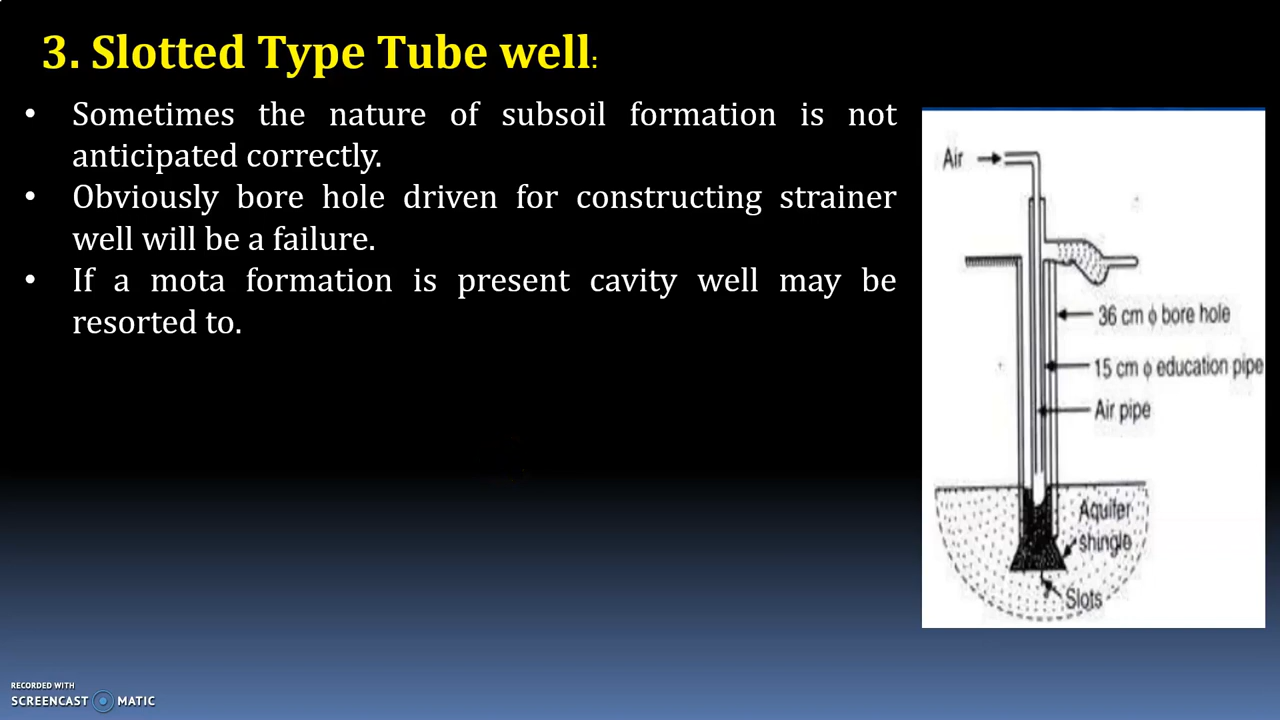 3. Slotted Type Tube well:
• Sometimes the nature of subsoil formation is not
anticipated correctly.
• Obviously bore hole driven for constructing strainer
well will be a failure.
• If a mota formation is present cavity well may be
resorted to.
Air
36 cm ϕ bore hole
15 cm ϕ education pipe
Air pipe
Aquifer
shingle
Slots
RECORDED WITH
SCREENCAST MATIC